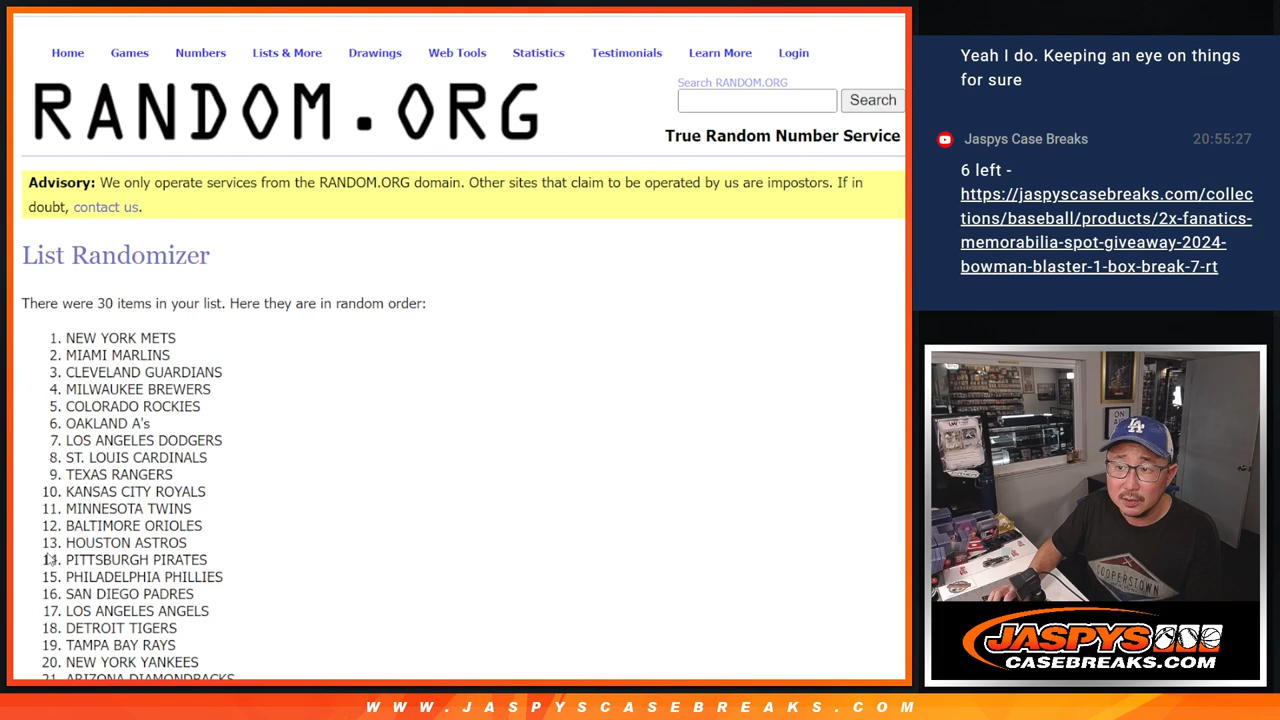 Home Games Numbers Lists & More Drawings Web Tools Statistics Testimonials Learn More Login
RANDOM.ORG
Search RANDOM.ORG
Search
True Random Number Service
Advisory: We only operate services from the RANDOM.ORG domain. Other sites that claim to be operated by us are impostors. If in
doubt, contact us.
List Randomizer
There were 30 items in your list. Here they are in random order:
1. NEW YORK METS
2. MIAMI MARLINS
3. CLEVELAND GUARDIANS
4. MILWAUKEE BREWERS
5. COLORADO ROCKIES
6. OAKLAND A's
7. LOS ANGELES DODGERS
8. ST. LOUIS CARDINALS
9. TEXAS RANGERS
10. KANSAS CITY ROYALS
11. MINNESOTA TWINS
12. BALTIMORE ORIOLES
13. HOUSTON ASTROS
14. PITTSBURGH PIRATES
15. PHILADELPHIA PHILLIES
16. SAN DIEGO PADRES
17. LOS ANGELES ANGELS
18. DETROIT TIGERS
19. TAMPA BAY RAYS
20. NEW YORK YANKEES
21. ARIZONA DIAMONDBACKS
Yeah I do. Keeping an eye on things
for sure
Jaspys Case Breaks 20:55:27
6 left -
https://jaspyscasebreaks.com/collec
tions/baseball/products/2x-fanatics-
memorabilia-spot-giveaway-2024-
bowman-blaster-1-box-break-7-rt
LA
COOPERSTOWN
JASPYS
CASEBREAKS.COM
WWW.JASPYSCASEBREAKS.COM